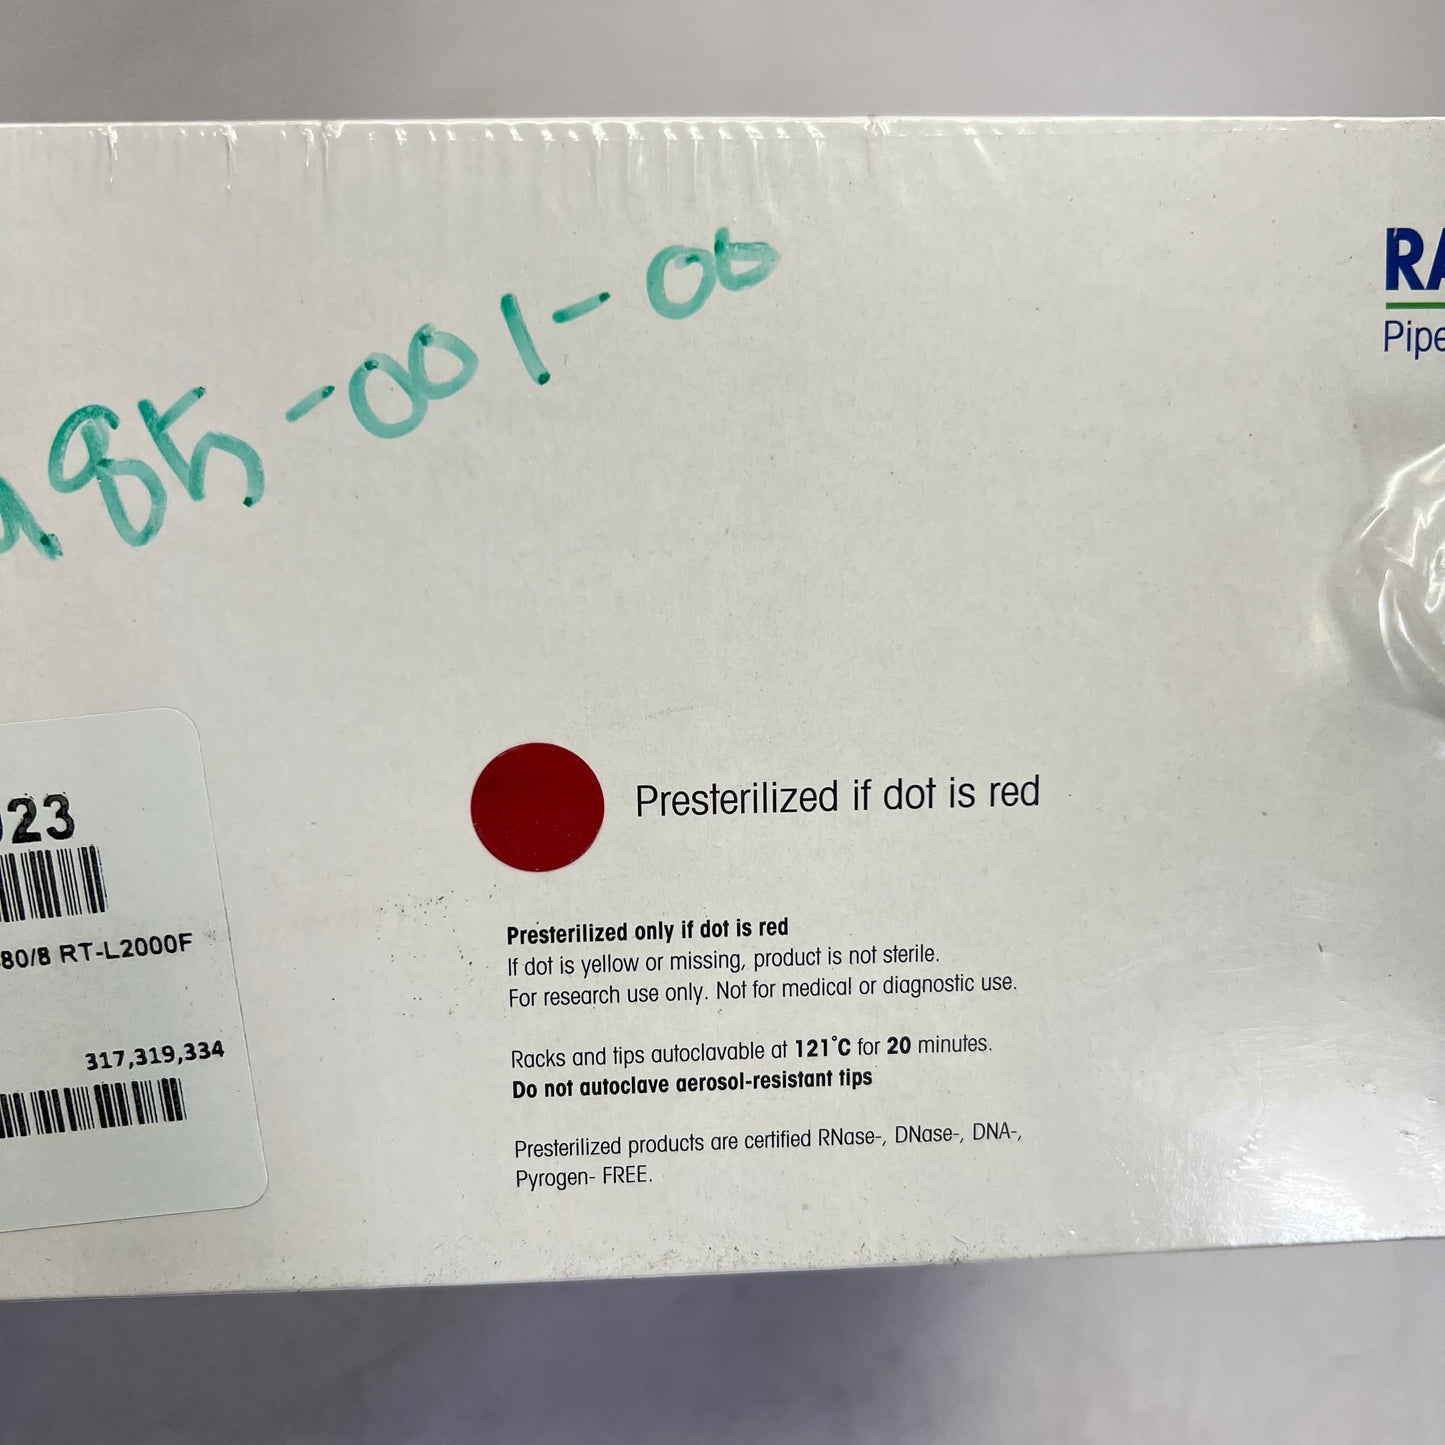 485-001-00
RA
Pipe
Presterilized if dot is red
023
80/8 RT-L2000F
317,319,334
Presterilized only if dot is red
If dot is yellow or missing, product is not sterile.
For research use only. Not for medical or diagnostic use.
Racks and tips autoclavable at 121°C for 20 minutes.
Do not autoclave aerosol-resistant tips
Presterilized products are certified RNase-, DNase-, DNA-,
Pyrogen- FREE.